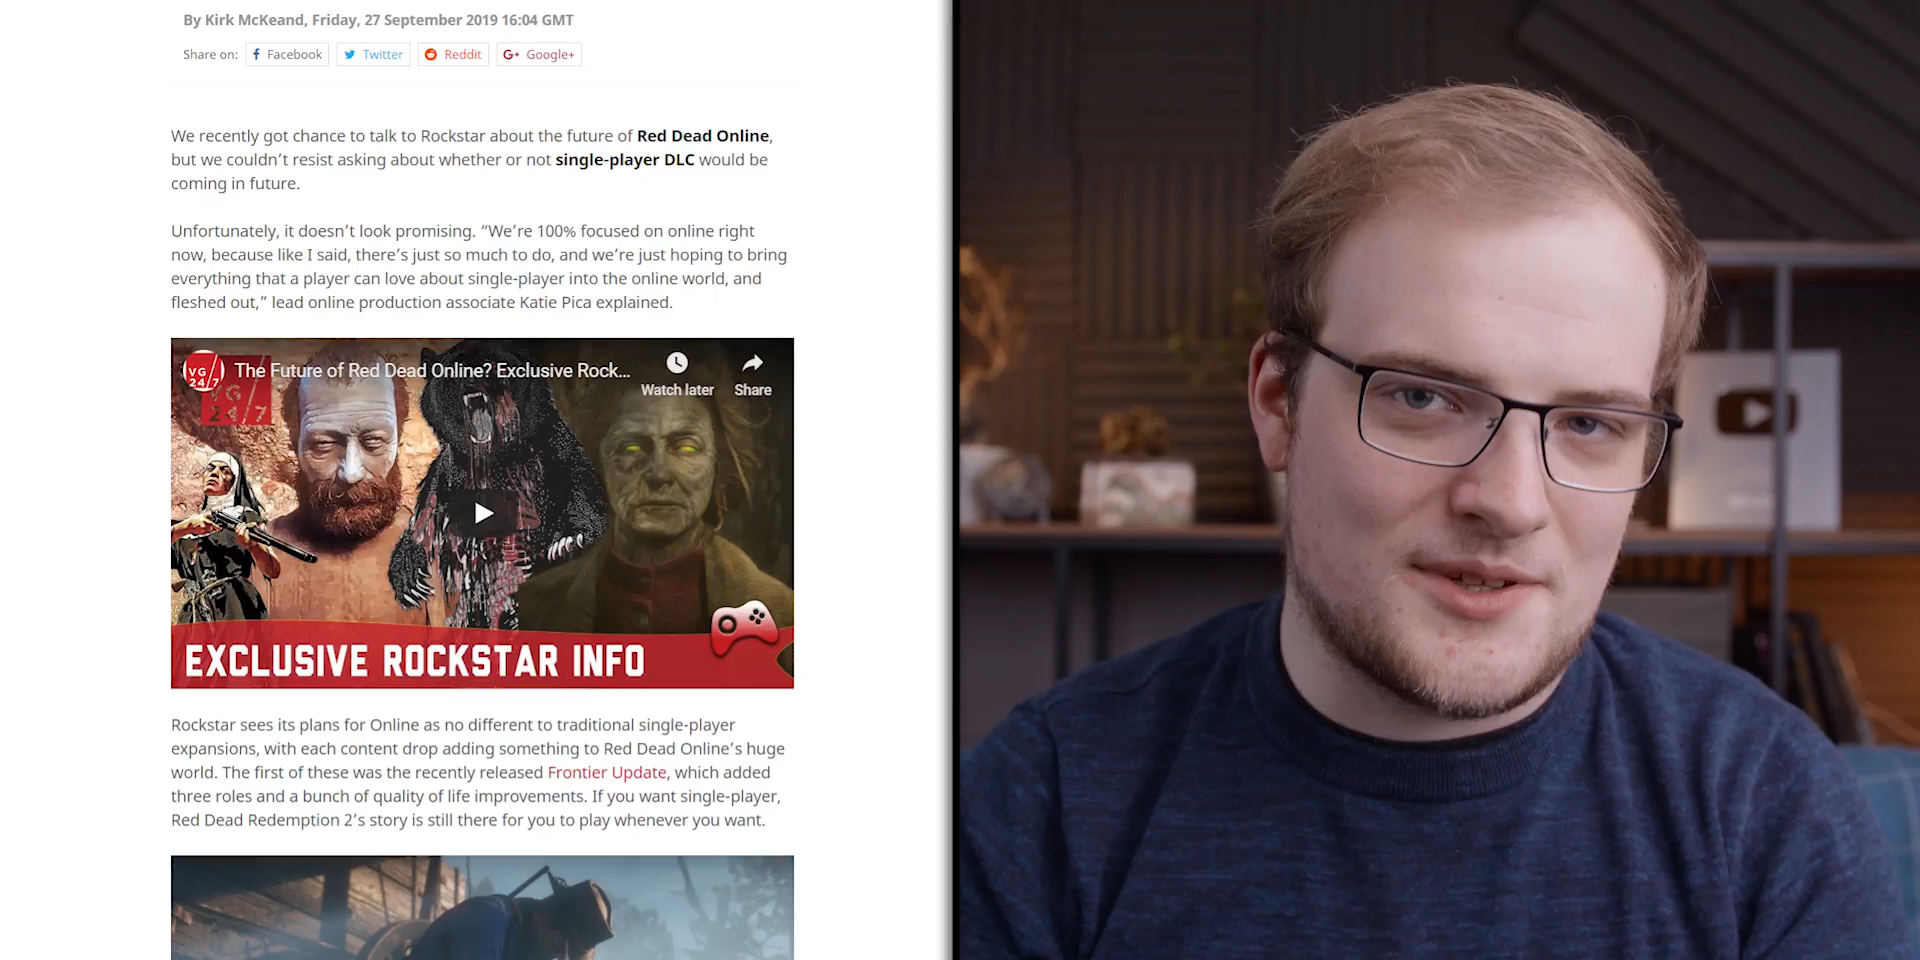 By Kirk McKeand, Friday, 27 September 2019 16:04 GMT
Share on: Facebook Twitter Reddit Google+
We recently got chance to talk to Rockstar about the future of Red Dead Online,
but we couldn’t resist asking about whether or not single-player DLC would be
coming in future.
Unfortunately, it doesn’t look promising. “We’re 100% focused on online right
now, because like I said, there’s just so much to do, and we’re just hoping to bring
everything that a player can love about single-player into the online world, and
fleshed out,” lead online production associate Katie Pica explained.
VG 24/7
The Future of Red Dead Online? Exclusive Rock...
Watch later
Share
VG
24/7
EXCLUSIVE ROCKSTAR INFO
Rockstar sees its plans for Online as no different to traditional single-player
expansions, with each content drop adding something to Red Dead Online’s huge
world. The first of these was the recently released Frontier Update, which added
three roles and a bunch of quality of life improvements. If you want single-player,
Red Dead Redemption 2’s story is still there for you to play whenever you want.